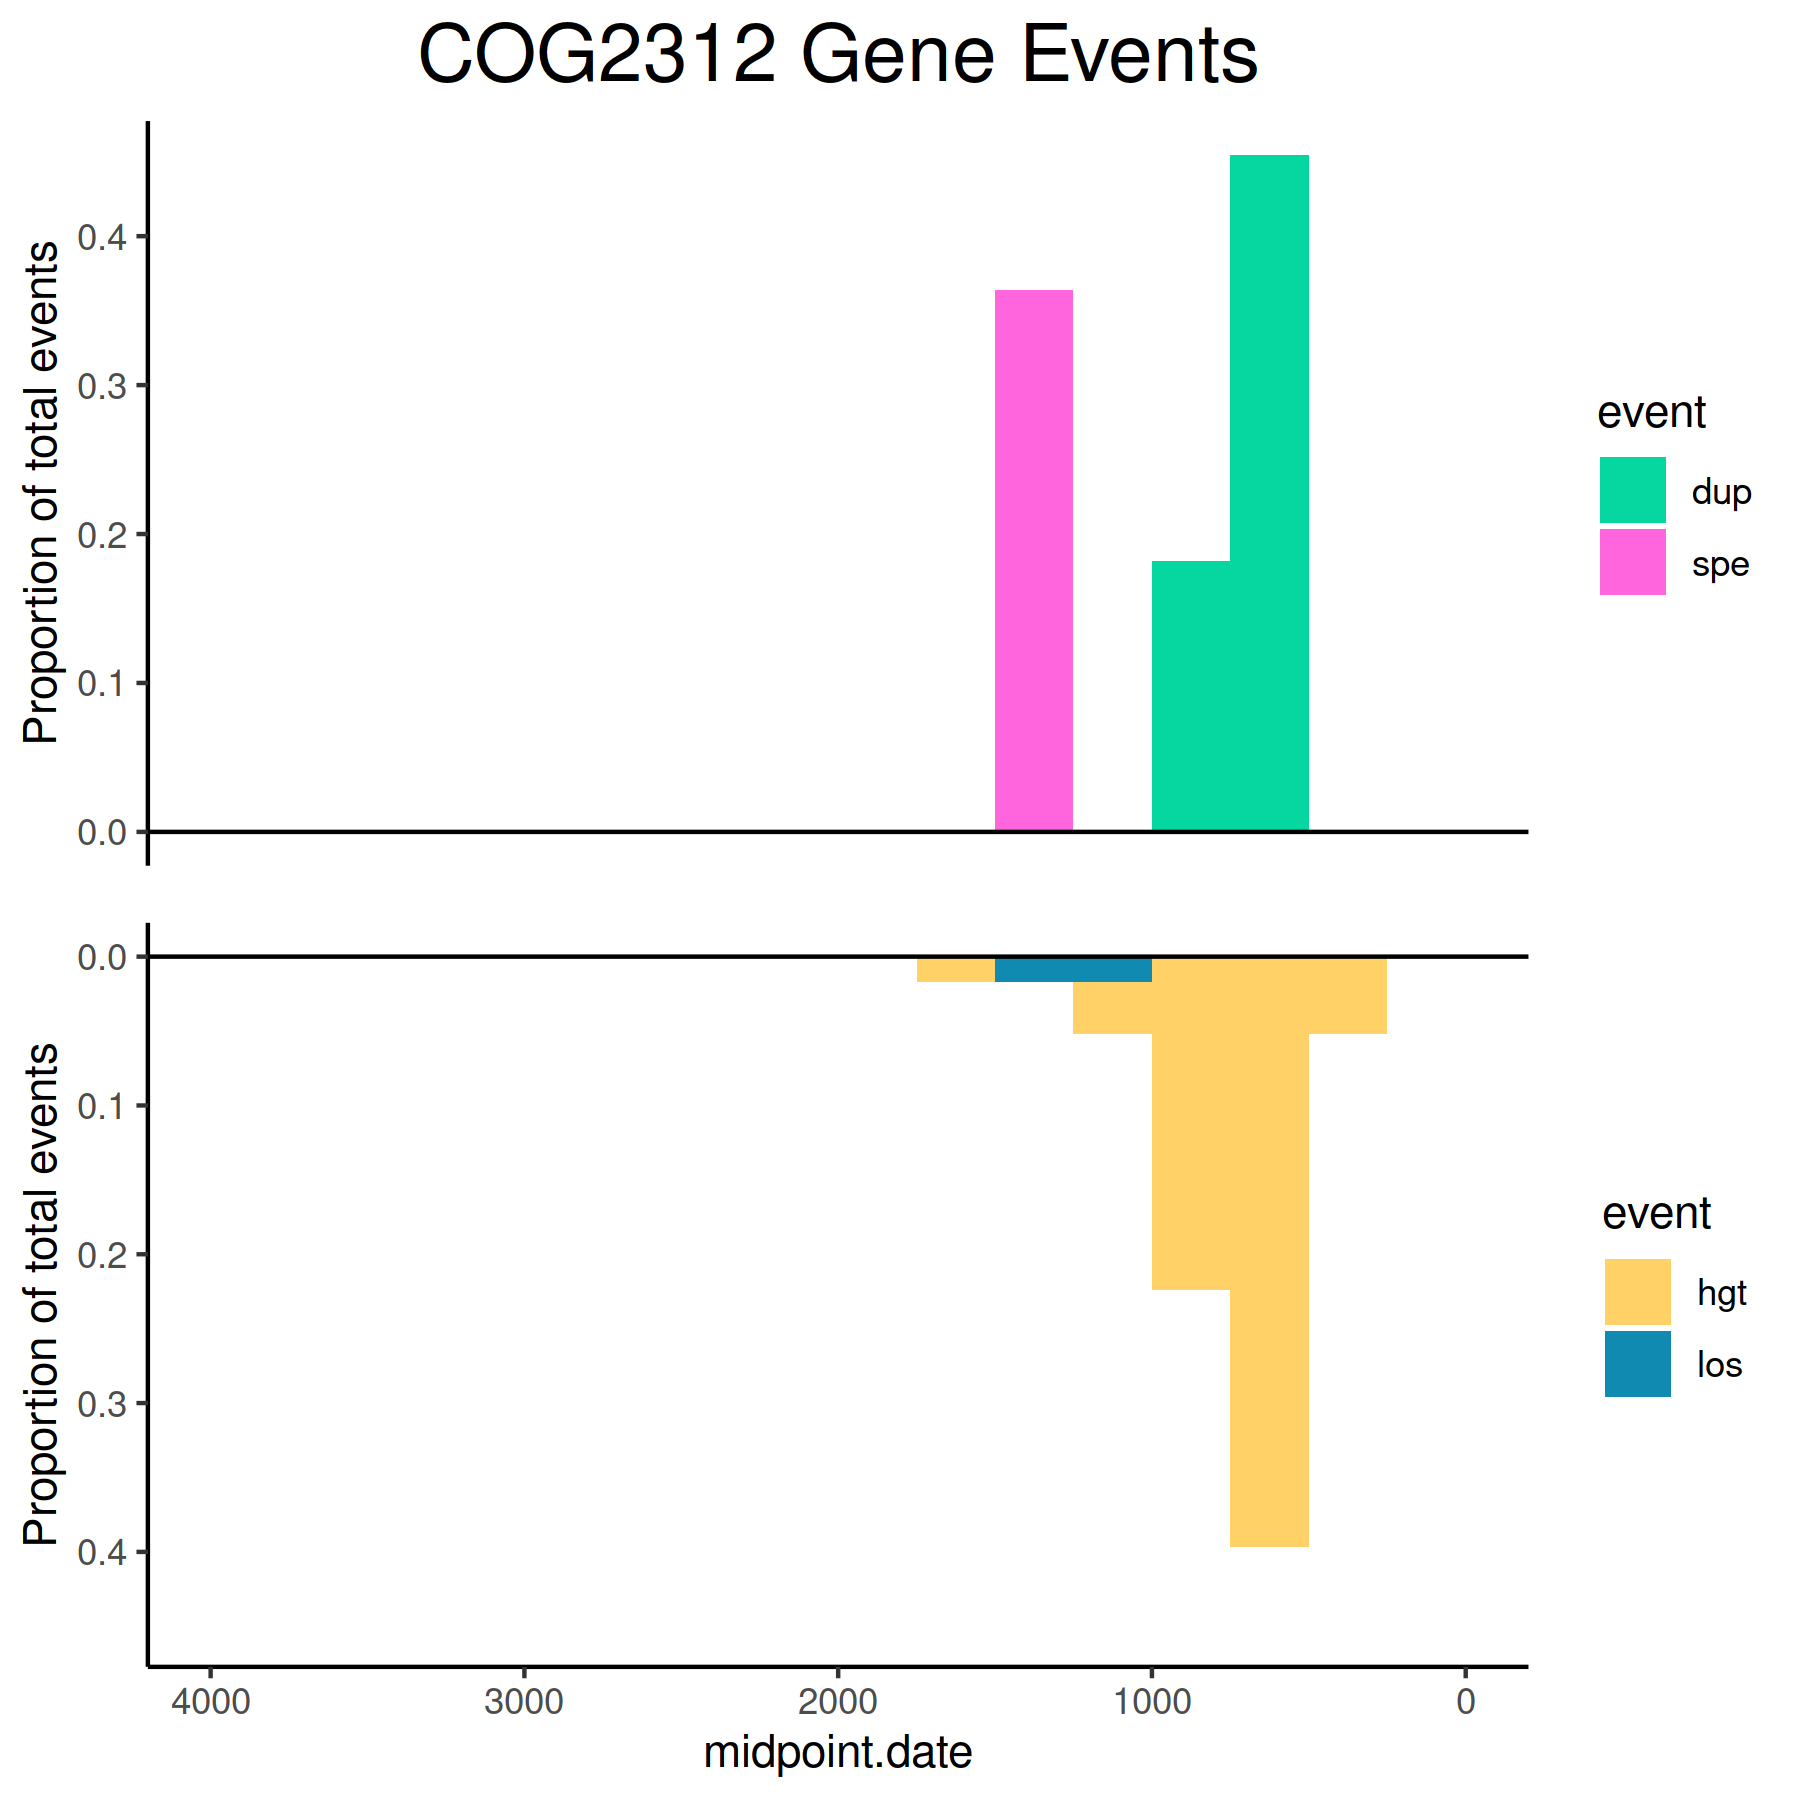 COG2312 Gene Events
Proportion of total events
0.4
0.3
0.2
0.1
0.0
event
dup
spe
Proportion of total events
0.0
0.1
0.2
0.3
0.4
event
hgt
los
4000 3000 2000 1000 0
midpoint.date